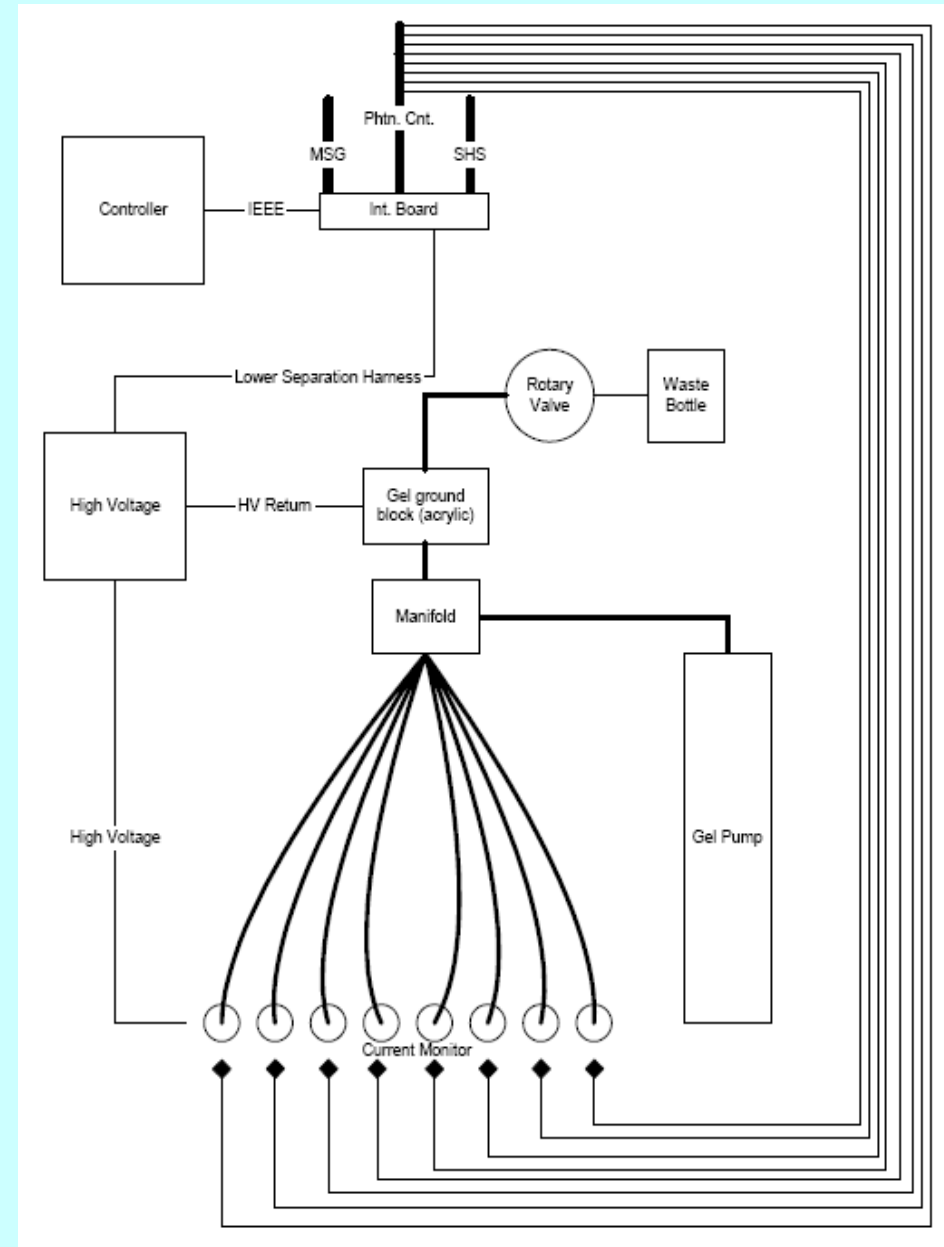 Phtn. Cnt.
MSG
SHS
Controller
IEEE
Int. Board
Lower Separation Harness
Rotary
Valve
Waste
Bottle
High Voltage
HV Return
Gel ground
block (acrylic)
Manifold
High Voltage
Gel Pump
Current Monitor